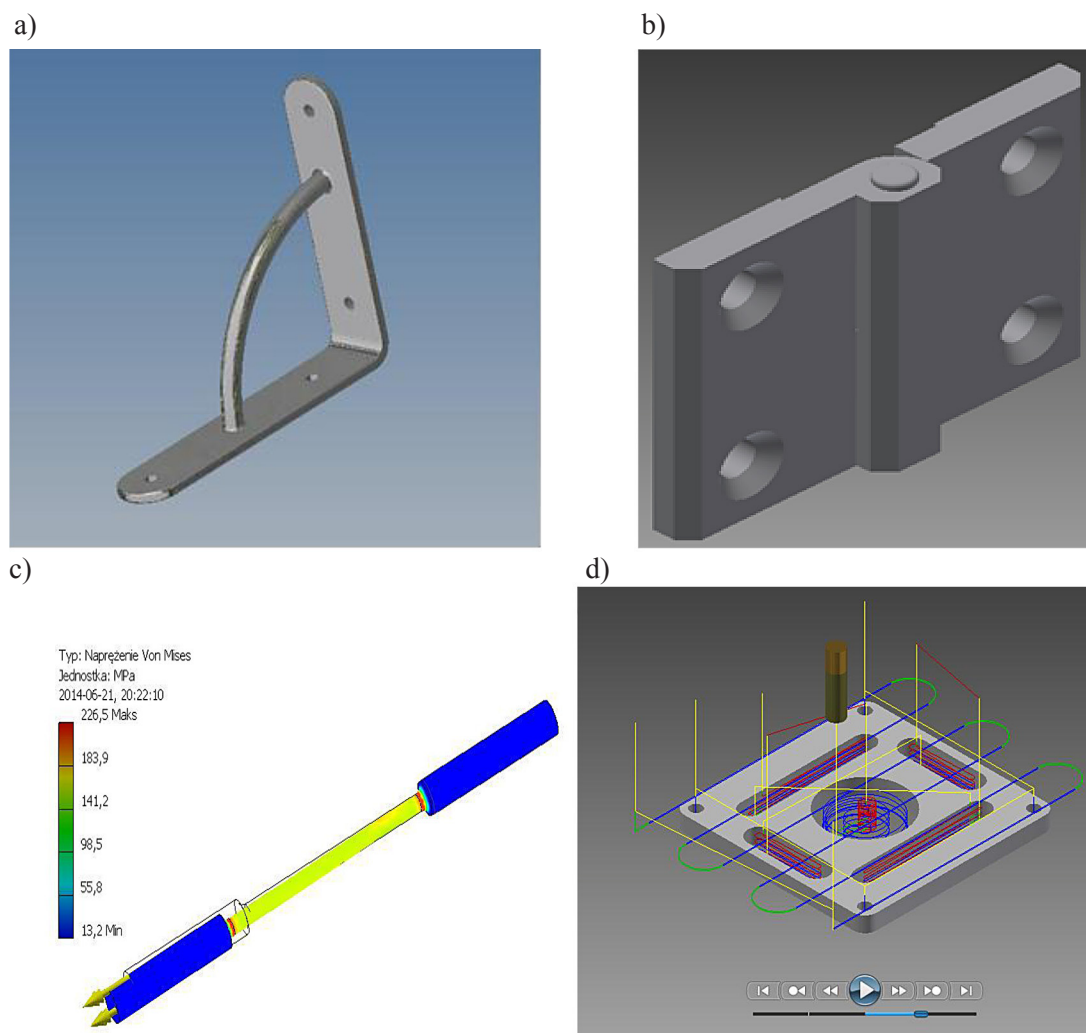 a)
b)
c)
d)
Typ: Naprężenie Von Mises
Jednostka: MPa
2014-06-21, 20:22:10
226,5 Maks
183,9
141,2
98,5
55,8
13,2 Min